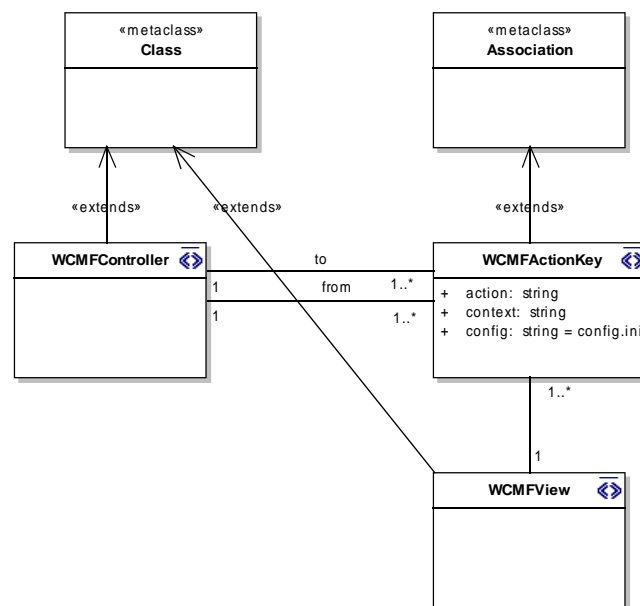 «metaclass»
Class
«metaclass»
Association
«extends»
«extends»
«extends»
WCMFController
WCMFActionKey
to
from
1
1..*
1
1..*
+ action: string
+ context: string
+ config: string = config.ini
1..*
1
WCMFView